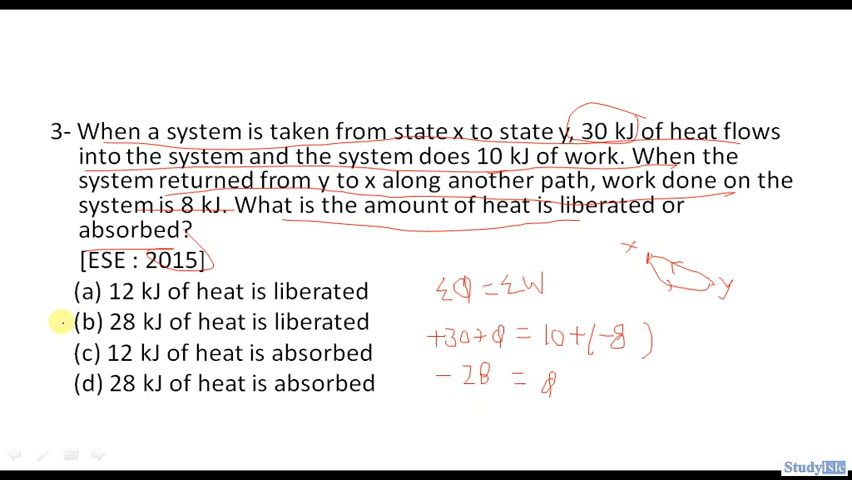 3- When a system is taken from state x to state y, 30 kJ of heat flows
into the system and the system does 10 kJ of work. When the
system returned from y to x along another path, work done on the
system is 8 kJ. What is the amount of heat is liberated or
absorbed?
[ESE : 2015]
(a) 12 kJ of heat is liberated
(b) 28 kJ of heat is liberated
(c) 12 kJ of heat is absorbed
(d) 28 kJ of heat is absorbed
x
y
ΣQ = ΣW
+30+Q = 10+(-8)
-28 = Q
StudyIsle